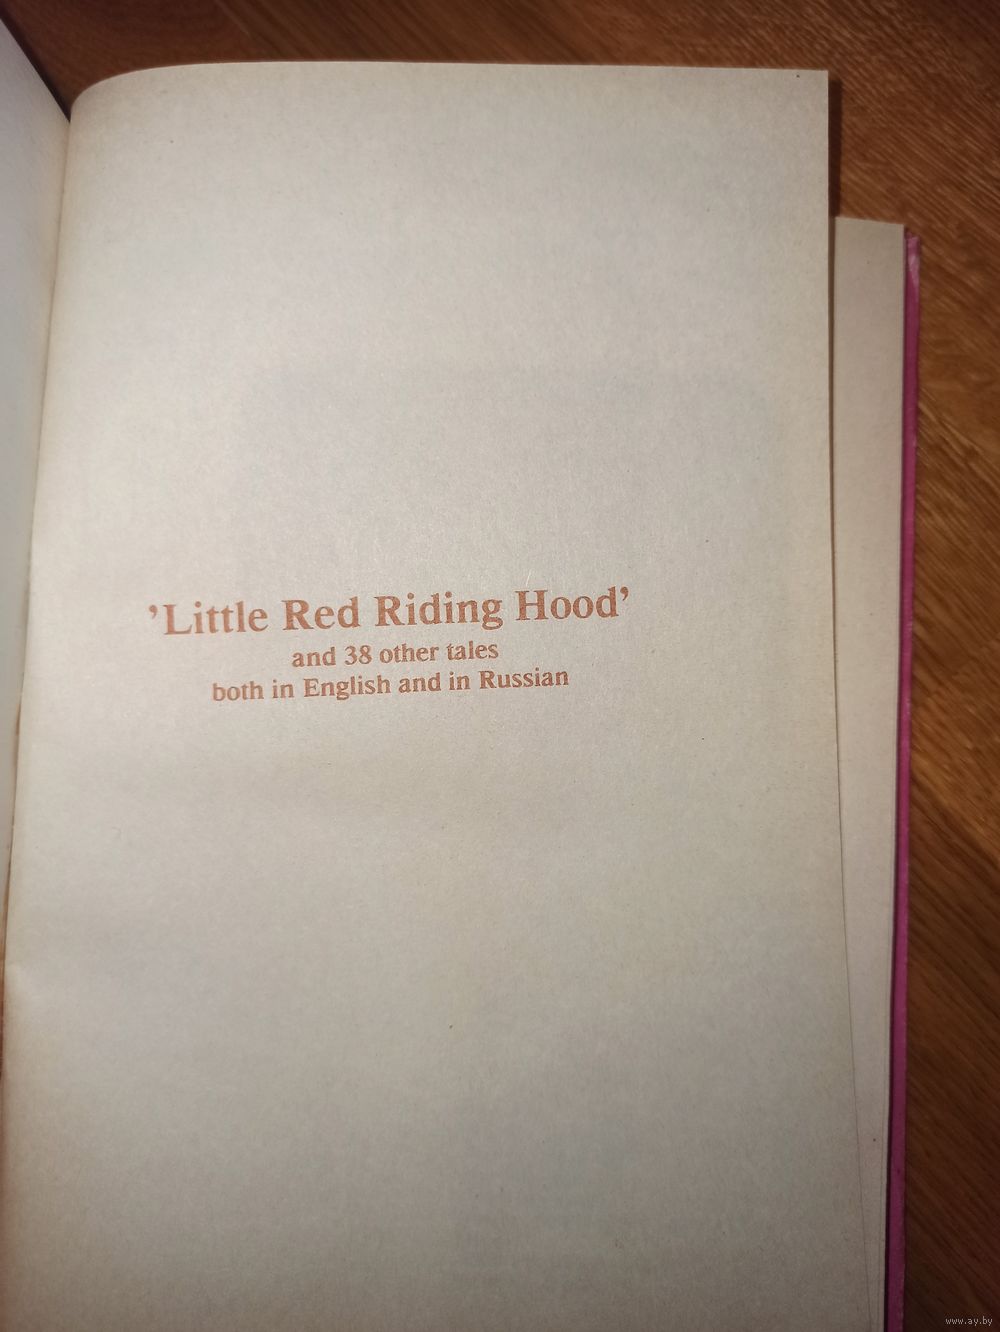 ’Little Red Riding Hood’
and 38 other tales
both in English and in Russian
www.ay.by